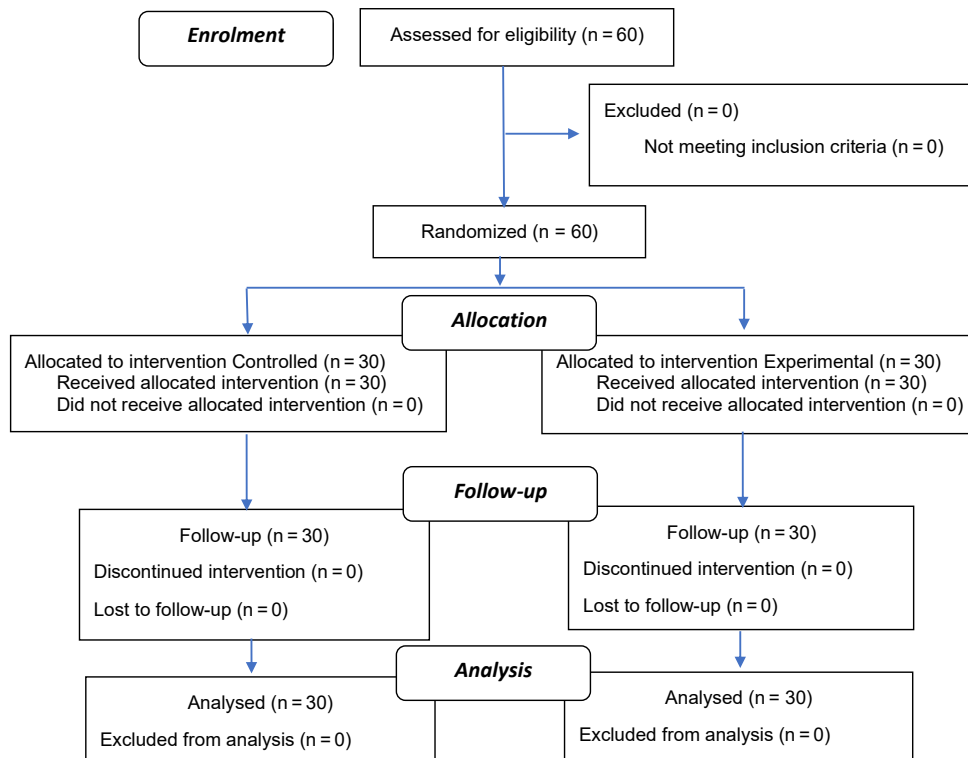 Enrolment
Assessed for eligibility (n = 60)
Excluded (n = 0)
Not meeting inclusion criteria (n = 0)
Randomized (n = 60)
Allocation
Allocated to intervention Controlled (n = 30)
Received allocated intervention (n = 30)
Did not receive allocated intervention (n = 0)
Allocated to intervention Experimental (n = 30)
Received allocated intervention (n = 30)
Did not receive allocated intervention (n = 0)
Follow-up
Follow-up (n = 30)
Discontinued intervention (n = 0)
Lost to follow-up (n = 0)
Follow-up (n = 30)
Discontinued intervention (n = 0)
Lost to follow-up (n = 0)
Analysis
Analysed (n = 30)
Excluded from analysis (n = 0)
Analysed (n = 30)
Excluded from analysis (n = 0)